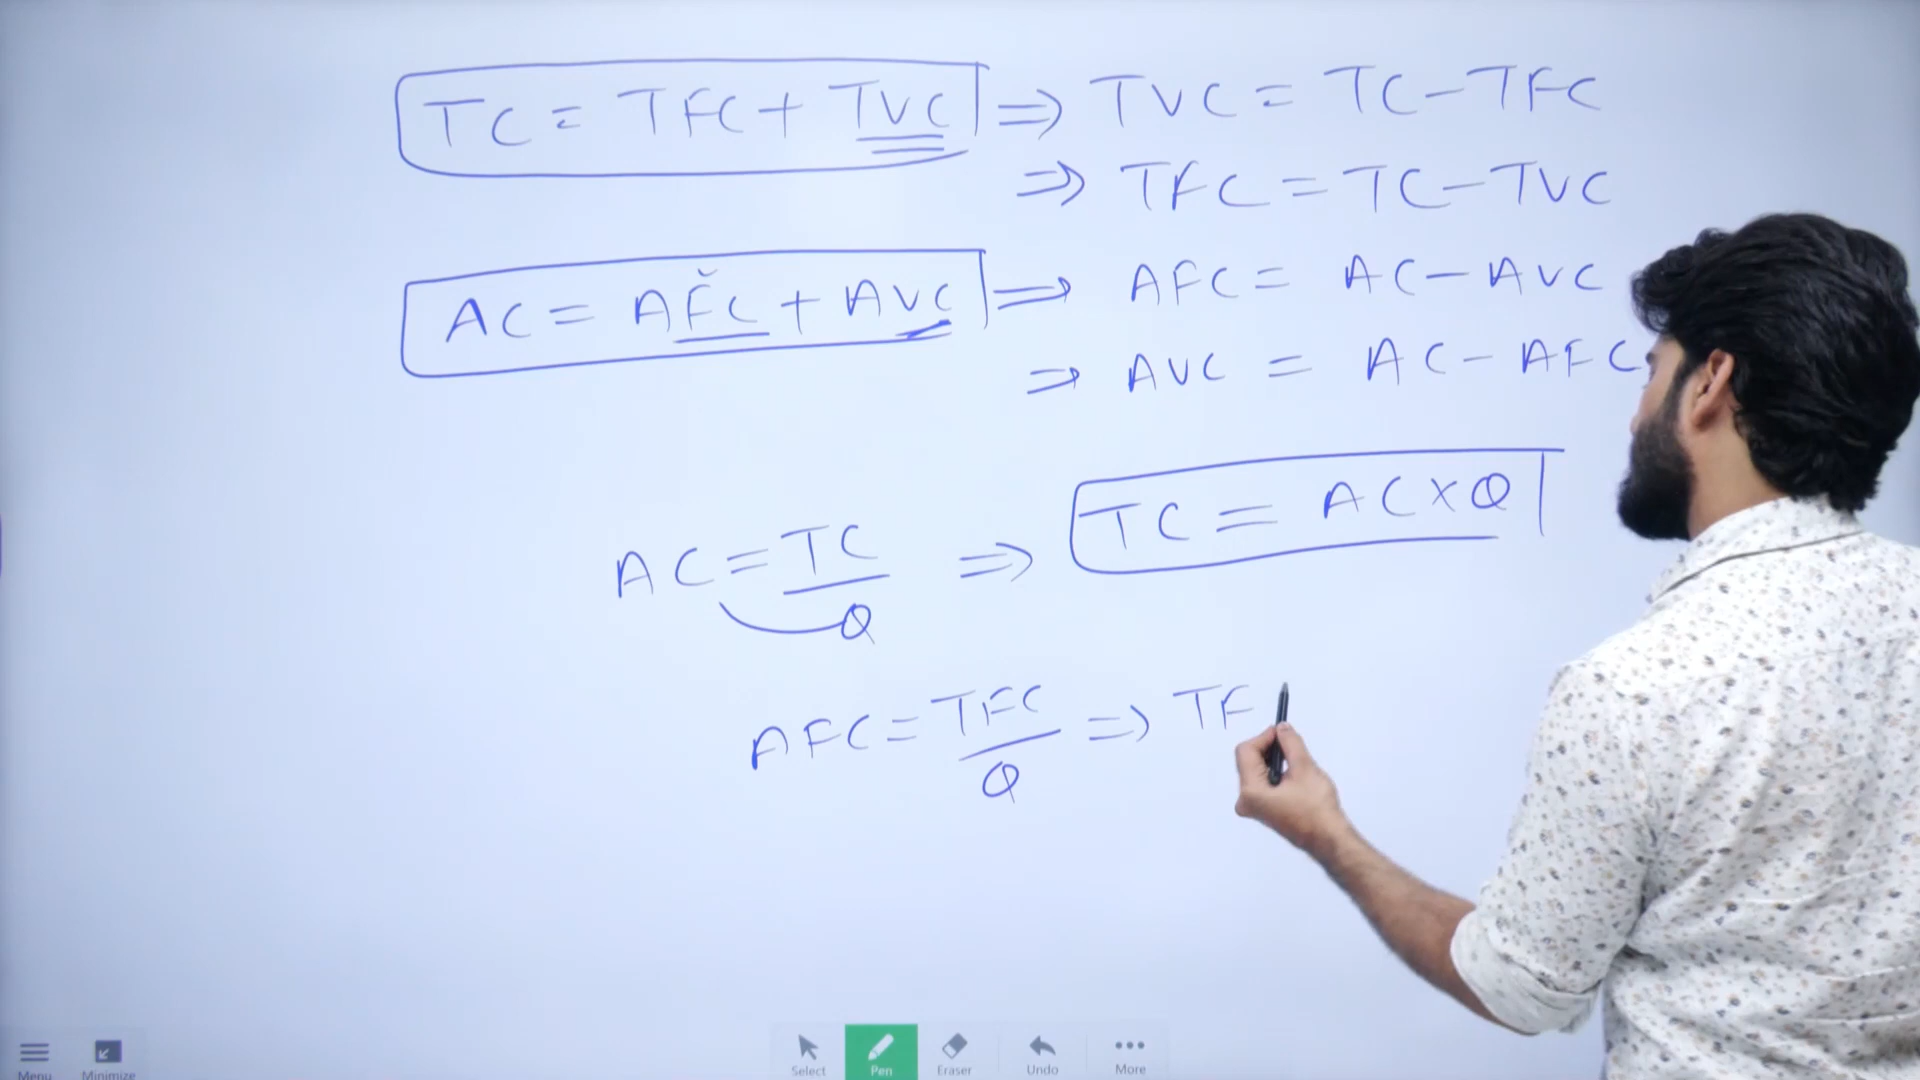 TC = TFC + TVC ⇒ TVC = TC - TFC
⇒ TFC = TC - TVC
AC = AFC + AVC ⇒ AFC = AC - AVC
⇒ AVC = AC - AFC
AC = TC/Q ⇒ TC = AC×Q
AFC = TFC/Q ⇒ TF
Menu Minimize Select Pen Eraser Undo More